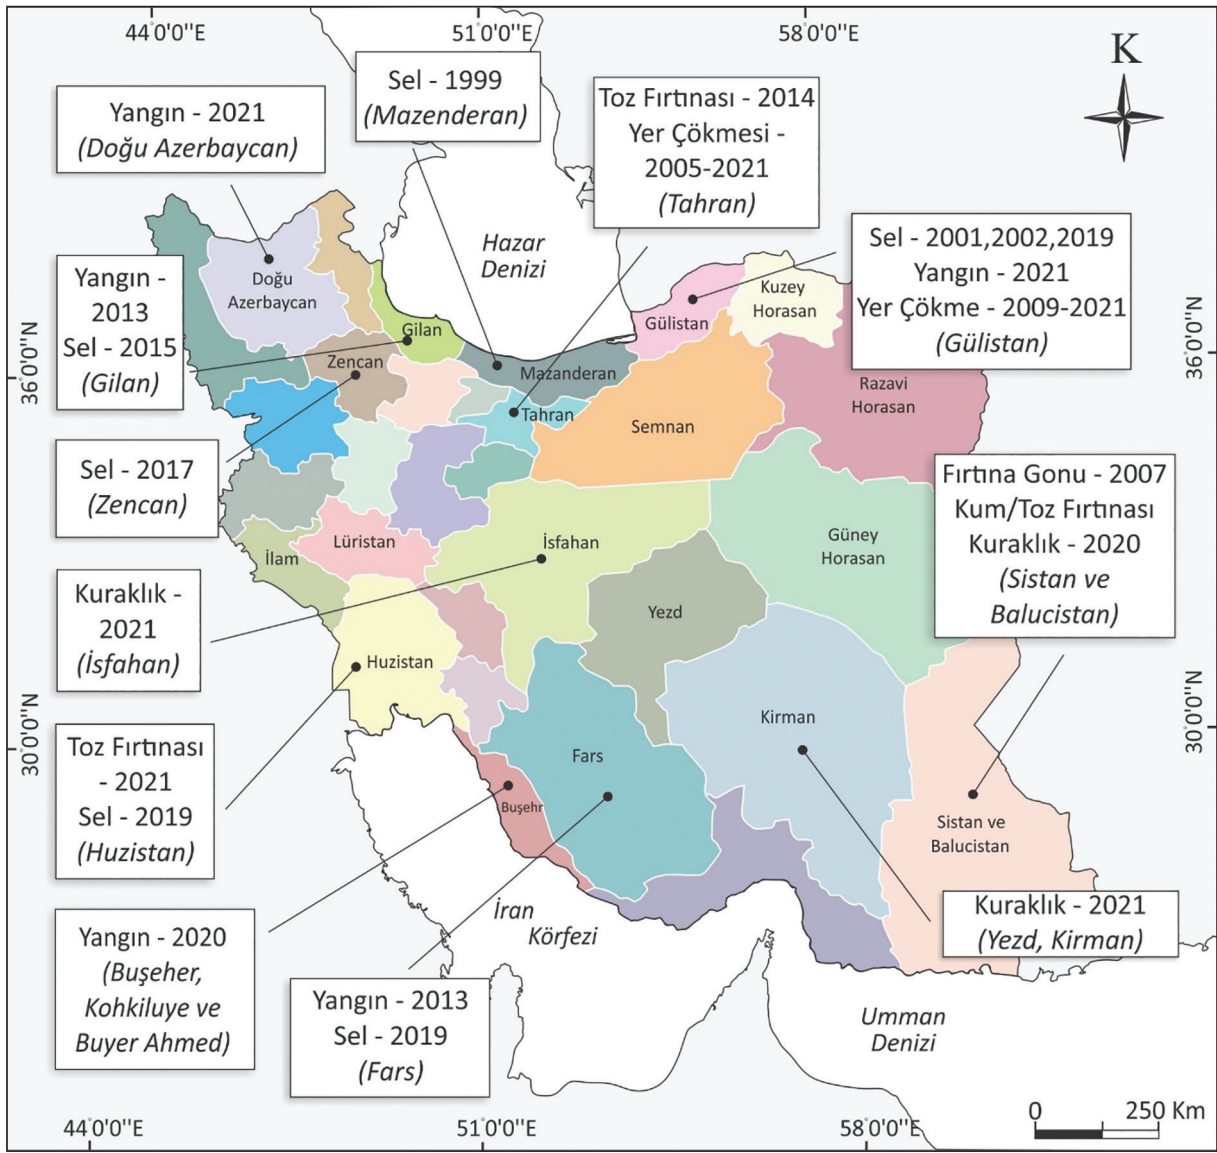 44°0'0"E
51°0'0"E
58°0'0"E
K
Sel - 1999
(Mazenderan)
Toz Fırtınası - 2014
Yer Çökmesi -
2005-2021
(Tahran)
Yangın - 2021
(Doğu Azerbaycan)
Hazar
Denizi
Sel - 2001,2002,2019
Yangın - 2021
Yer Çökme - 2009-2021
(Gülistan)
Yangın -
2013
Sel - 2015
(Gilan)
Doğu
Azerbaycan
Kuzey
Horasan
Gilan
Gülistan
36°0'0"N
36°0'0"N
Zencan
Mazanderan
Razavi
Horasan
Tahran
Semnan
Sel - 2017
(Zencan)
Fırtına Gonu - 2007
Kum/Toz Fırtınası
Kuraklık - 2020
(Sistan ve
Balucistan)
Lüristan
İsfahan
Güney
Horasan
İlam
Kuraklık -
2021
(İsfahan)
Yezd
Huzistan
Kirman
30°0'0"N
30°0'0"N
Toz Fırtınası
- 2021
Sel - 2019
(Huzistan)
Fars
Buşehr
Sistan ve
Balucistan
İran
Körfezi
Kuraklık - 2021
(Yezd, Kirman)
Yangın - 2020
(Buşeher,
Kohkiluye ve
Buyer Ahmed)
Yangın - 2013
Sel - 2019
(Fars)
Umman
Denizi
0 250 Km
44°0'0"E
51°0'0"E
58°0'0"E